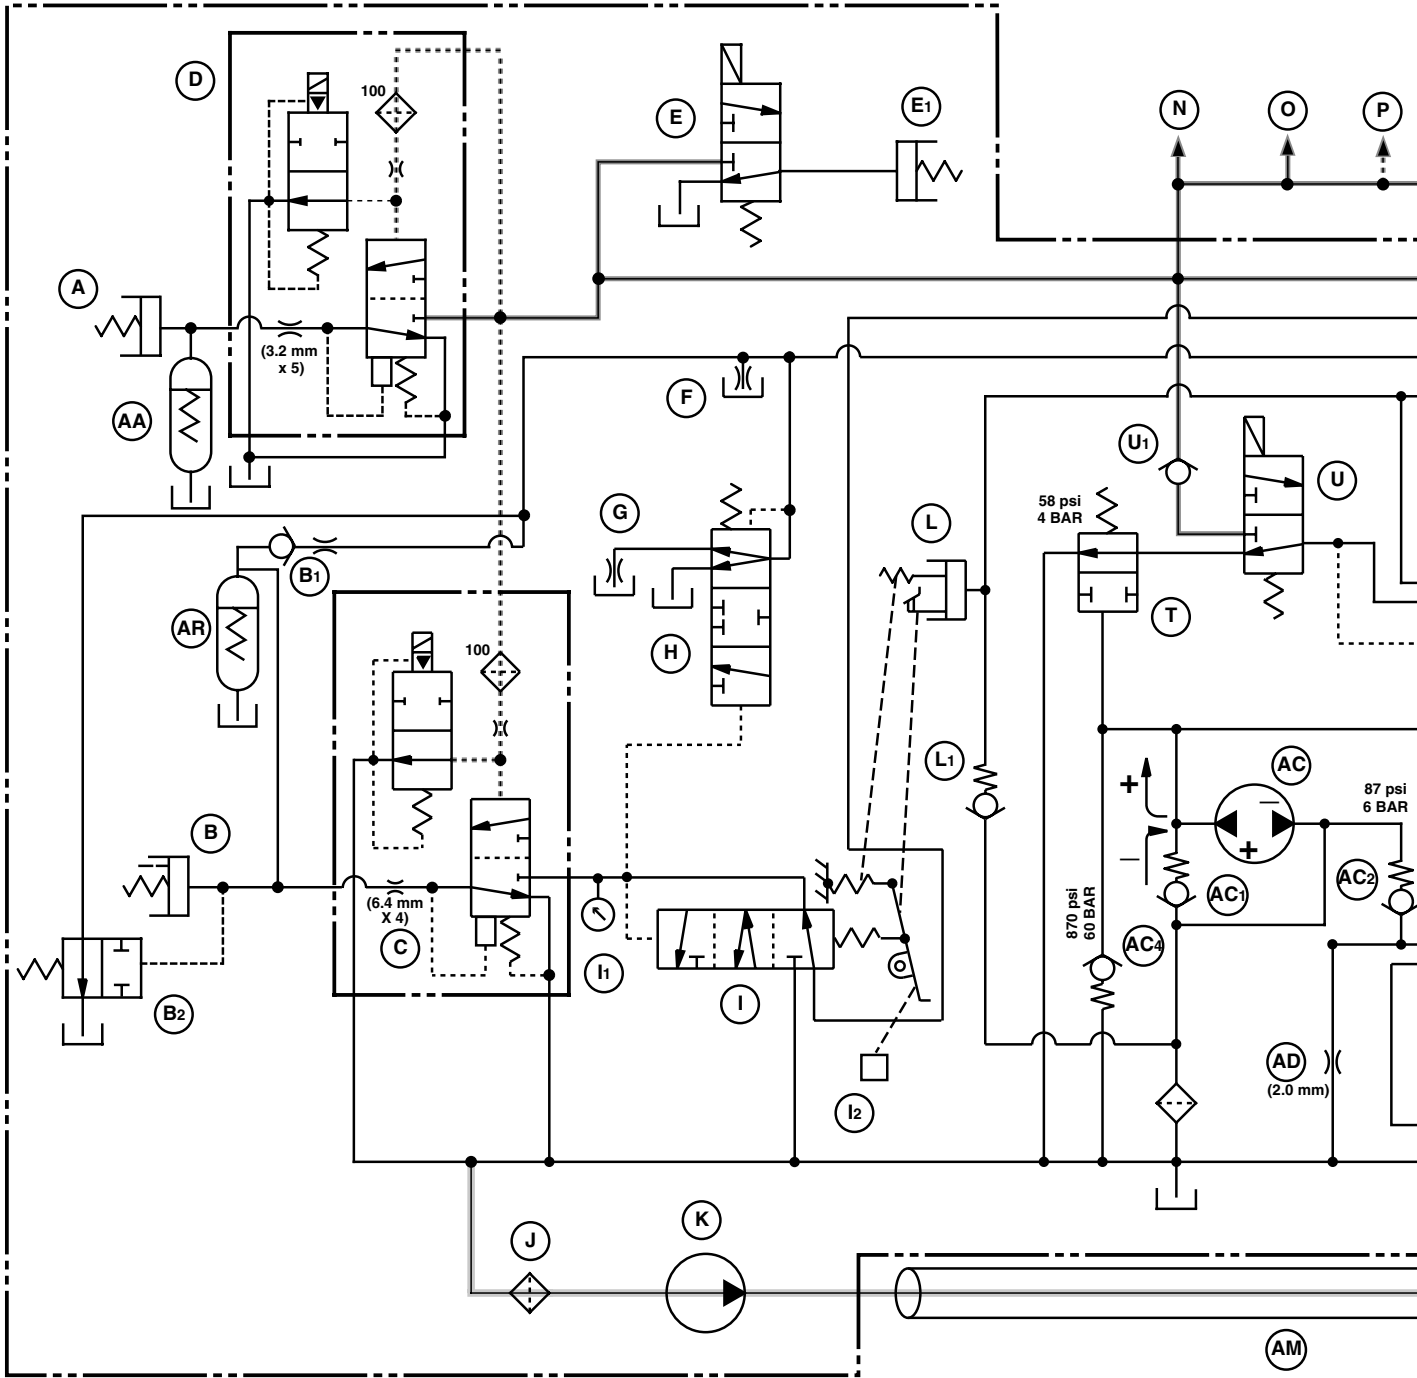 D
100
E
E1
N
O
P
A
(3.2 mm
x 5)
AA
F
U1
U
58 psi
4 BAR
G
L
B1
T
AR
H
100
L1
AC
+
–
87 psi
6 BAR
B
–
+
AC2
AC1
(6.4 mm
X 4)
C
870 psi
60 BAR
AC4
I1
I
B2
AD
(2.0 mm)
I2
K
J
AM